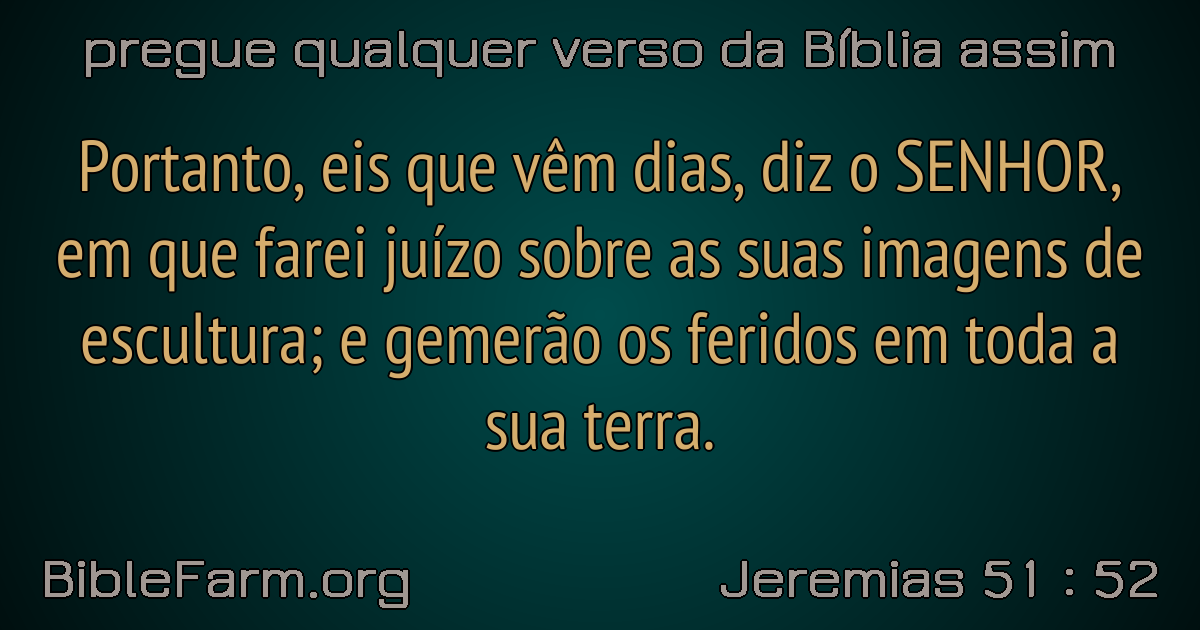 pregue qualquer verso da Bíblia assim
Portanto, eis que vêm dias, diz o SENHOR,
em que farei juízo sobre as suas imagens de
escultura; e gemerão os feridos em toda a
sua terra.
BibleFarm.org
Jeremias 51 : 52